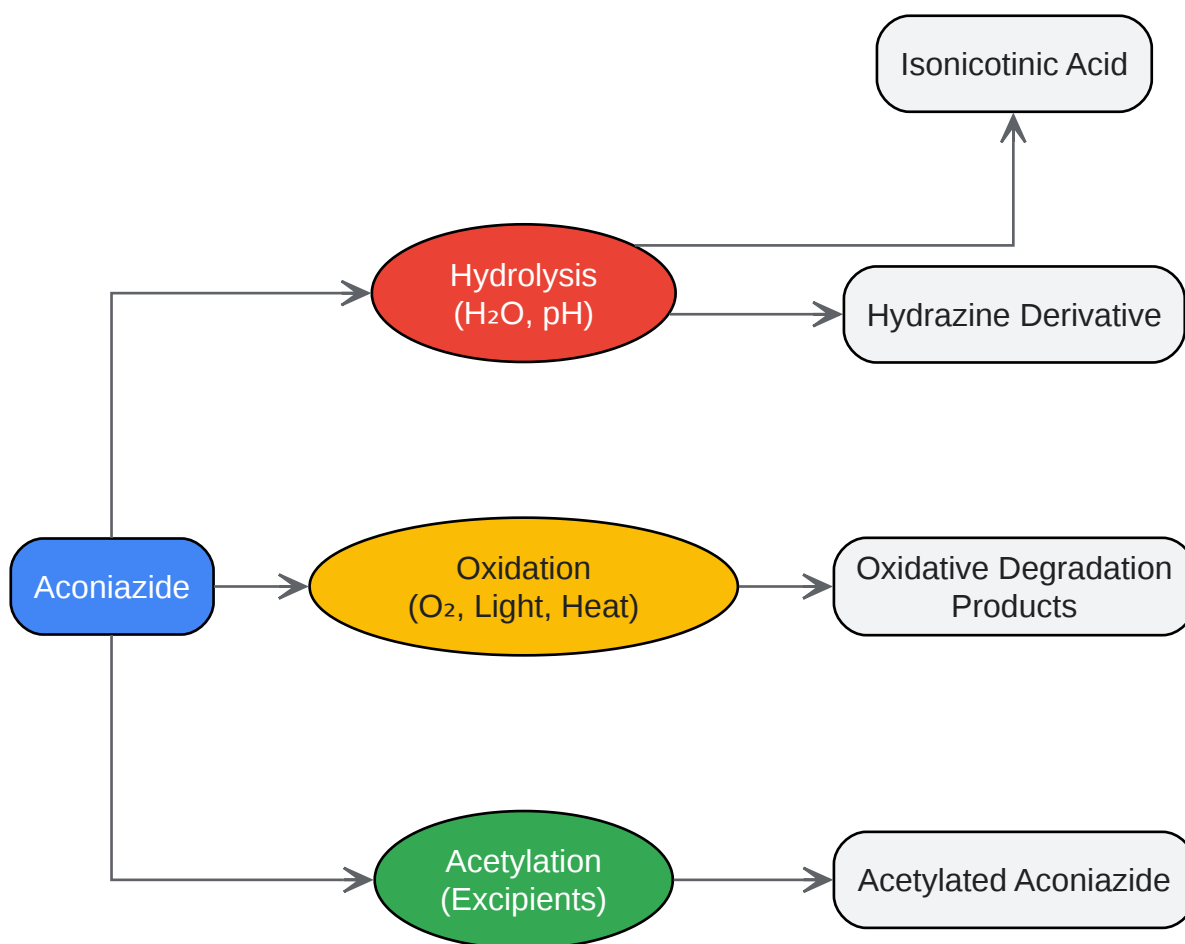 Isonicotinic Acid
Hydrolysis
(H₂O, pH)
Hydrazine Derivative
Aconiazide
Oxidation
(O₂, Light, Heat)
Oxidative Degradation
Products
Acetylation
(Excipients)
Acetylated Aconiazide